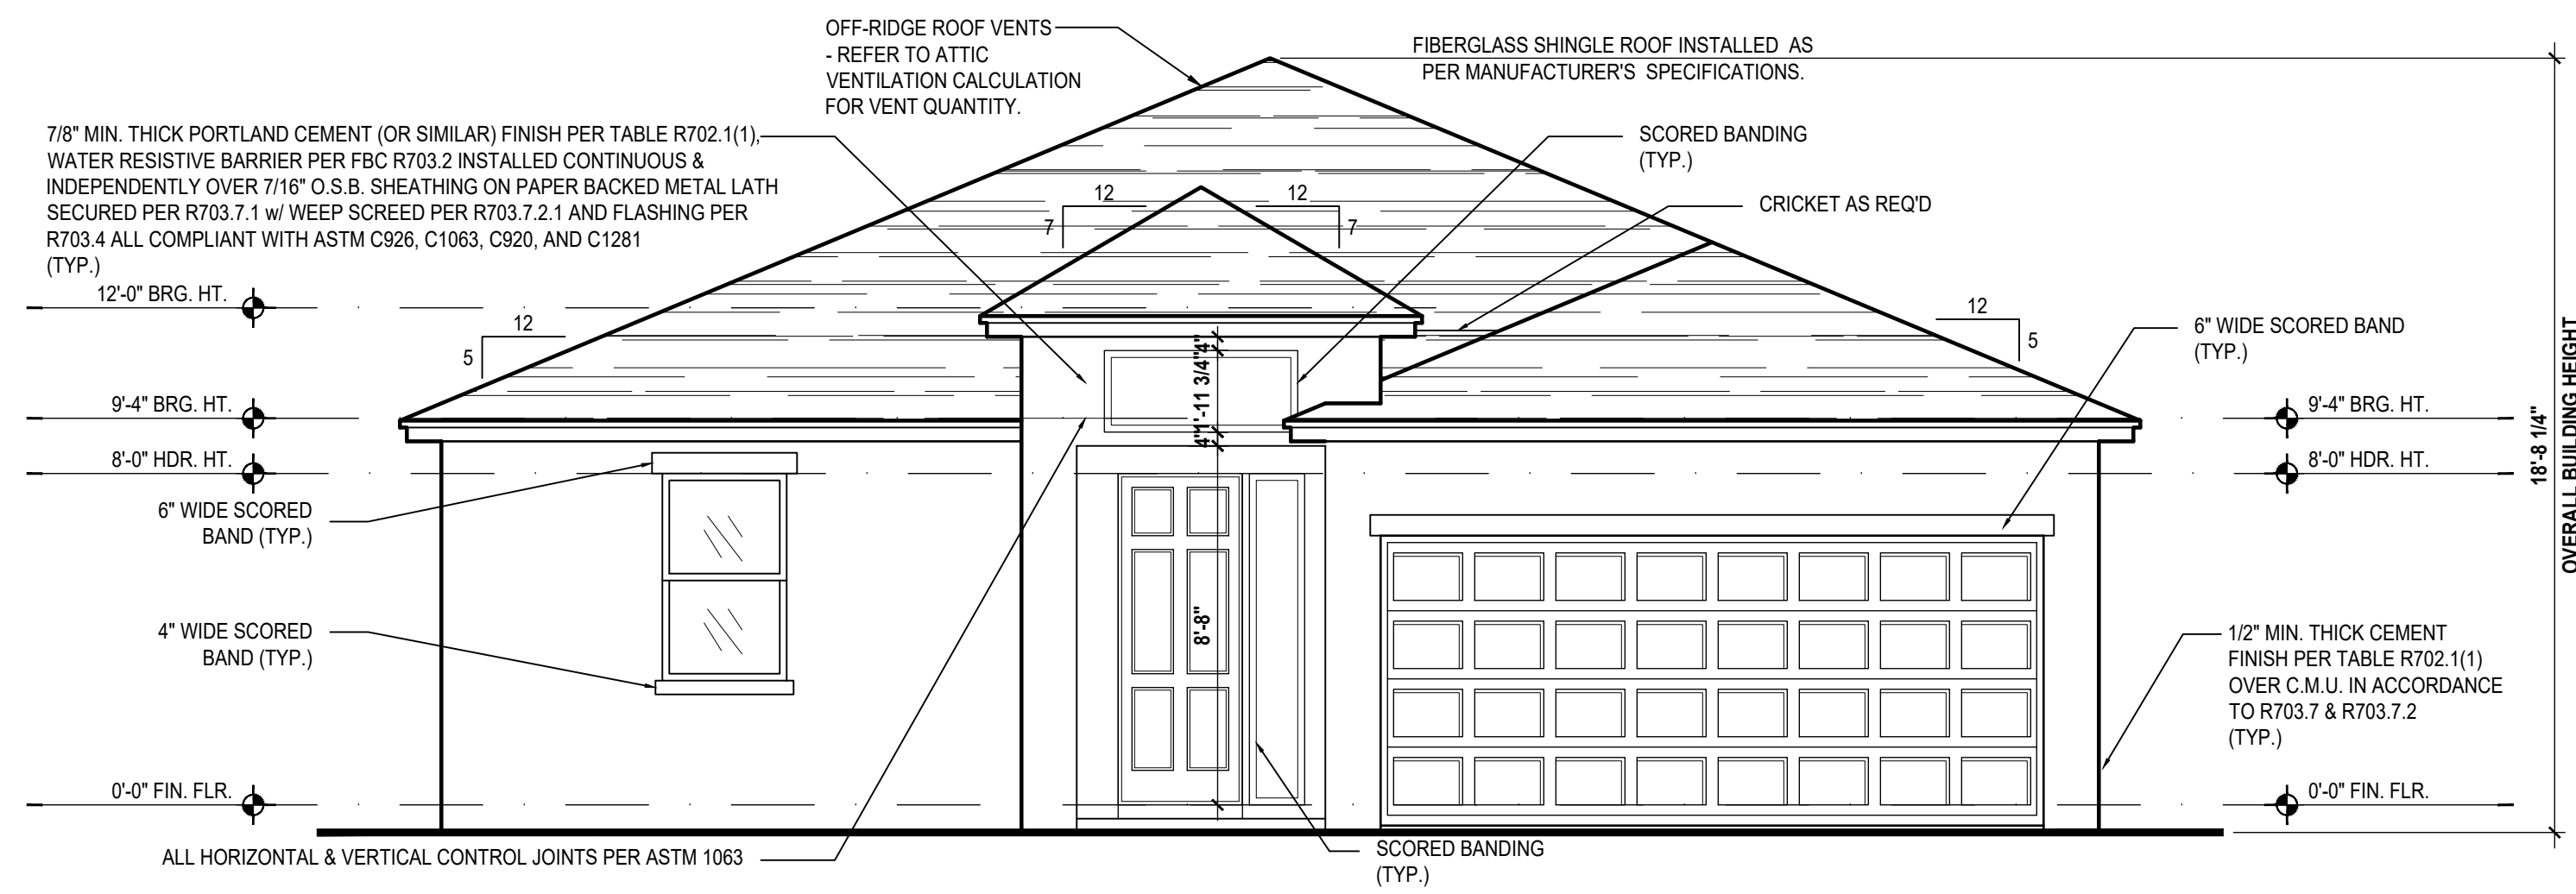 OFF-RIDGE ROOF VENTS
- REFER TO ATTIC
VENTILATION CALCULATION
FOR VENT QUANTITY.
FIBERGLASS SHINGLE ROOF INSTALLED AS
PER MANUFACTURER'S SPECIFICATIONS.
7/8" MIN. THICK PORTLAND CEMENT (OR SIMILAR) FINISH PER TABLE R702.1(1),
WATER RESISTIVE BARRIER PER FBC R703.2 INSTALLED CONTINUOUS &
INDEPENDENTLY OVER 7/16" O.S.B. SHEATHING ON PAPER BACKED METAL LATH
SECURED PER R703.7.1 w/ WEEP SCREED PER R703.7.2.1 AND FLASHING PER
R703.4 ALL COMPLIANT WITH ASTM C926, C1063, C920, AND C1281
(TYP.)
SCORED BANDING
(TYP.)
CRICKET AS REQ'D
12
7
12
7
12'-0" BRG. HT.
12
5
12
5
6" WIDE SCORED BAND
(TYP.)
9'-4" BRG. HT.
8'-0" HDR. HT.
9'-4" BRG. HT.
8'-0" HDR. HT.
4"
1'-11 3/4"
4"
8'-8"
18'-8 1/4"
OVERALL BUILDING HEIGHT
6" WIDE SCORED
BAND (TYP.)
4" WIDE SCORED
BAND (TYP.)
1/2" MIN. THICK CEMENT
FINISH PER TABLE R702.1(1)
OVER C.M.U. IN ACCORDANCE
TO R703.7 & R703.7.2
(TYP.)
0'-0" FIN. FLR.
0'-0" FIN. FLR.
ALL HORIZONTAL & VERTICAL CONTROL JOINTS PER ASTM 1063
SCORED BANDING
(TYP.)